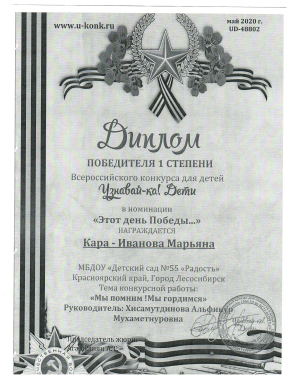 www.u-konk.ru
май 2020 г.
UD-48802
Диплом
ПОБЕДИТЕЛЯ 1 СТЕПЕНИ
Всероссийского конкурса для детей
Узнавай-ка! Дети
в номинации
«Этот день Победы...»
НАГРАЖДАЕТСЯ
Кара - Иванова Марьяна
МБДОУ «Детский сад №55 «Радость»
Красноярский край, Город Лесосибирск
Тема конкурсной работы:
«Мы помним !Мы гордимся»
Руководитель: Хисамутдинова Альфинур
Мухаметнуровна
Председатель жюри